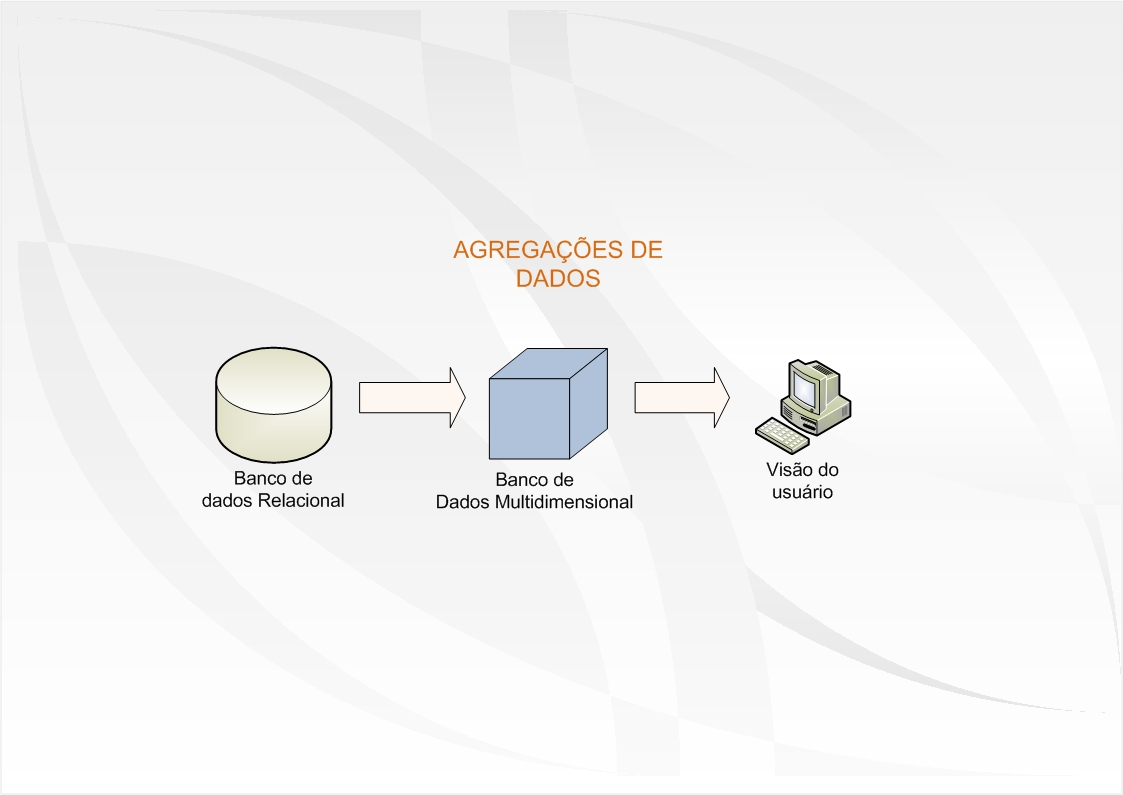 AGREGAÇÕES DE
DADOS
Banco de
dados Relacional
Banco de
Dados Multidimensional
Visão do
usuário